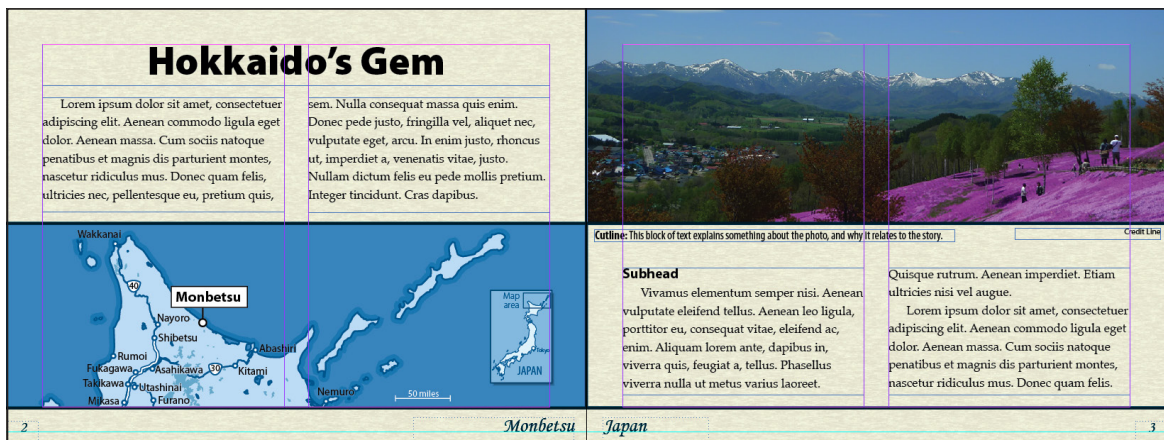 Hokkaido's Gem
Lorem ipsum dolor sit amet, consectetuer
adipiscing elit. Aenean commodo ligula eget
dolor. Aenean massa. Cum sociis natoque
penatibus et magnis dis parturient montes,
nascetur ridiculus mus. Donec quam felis,
ultricies nec, pellentesque eu, pretium quis,
sem. Nulla consequat massa quis enim.
Donec pede justo, fringilla vel, aliquet nec,
vulputate eget, arcu. In enim justo, rhoncus
ut, imperdiet a, venenatis vitae, justo.
Nullam dictum felis eu pede mollis pretium.
Integer tincidunt. Cras dapibus.
Wakkanai
40
Monbetsu
Nayoro
Shibetsu
Rumoi
Abashiri
Fukagawa
Asahikawa
30
Kitami
Takikawa
Utashinai
Mikasa
Furano
Nemuro
50 miles
Map
area
Tokyo
JAPAN
2
Monbetsu
Cutline: This block of text explains something about the photo, and why it relates to the story.
Credit Line
Subhead
Vivamus elementum semper nisi. Aenean
vulputate eleifend tellus. Aenean leo ligula,
porttitor eu, consequat vitae, eleifend ac,
enim. Aliquam lorem ante, dapibus in,
viverra quis, feugiat a, tellus. Phasellus
viverra nulla ut metus varius laoreet.
Quisque rutrum. Aenean imperdiet. Etiam
ultricies nisi vel augue.
Lorem ipsum dolor sit amet, consectetuer
adipiscing elit. Aenean commodo ligula eget
dolor. Aenean massa. Cum sociis natoque
penatibus et magnis dis parturient montes,
nascetur ridiculus mus. Donec quam felis.
Japan
3